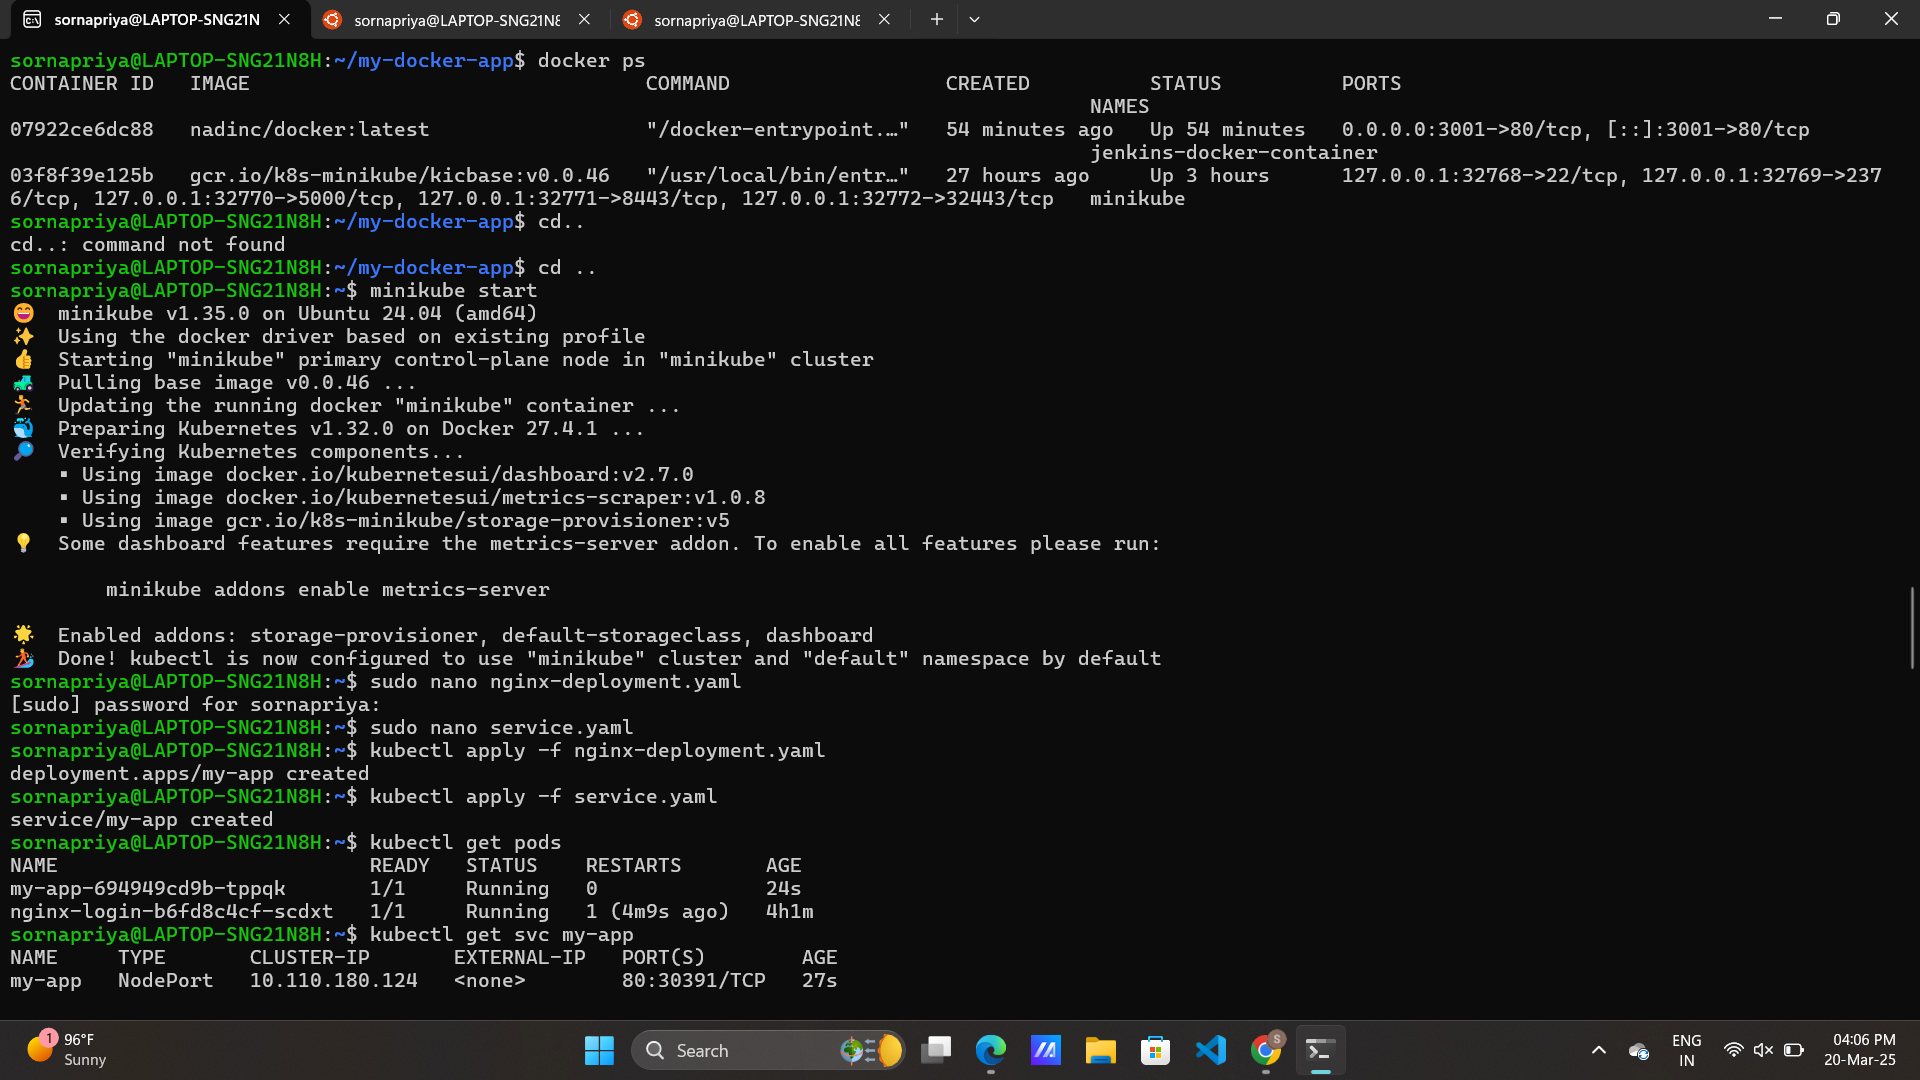 sornapriya@LAPTOP-SNG21N
sornapriya@LAPTOP-SNG21N8
sornapriya@LAPTOP-SNG21N8
sornapriya@LAPTOP-SNG21N8H:~/my-docker-app$ docker ps
CONTAINER ID   IMAGE                                 COMMAND                  CREATED          STATUS          PORTS
NAMES
07922ce6dc88   nadinc/docker:latest                  "/docker-entrypoint.…"   54 minutes ago   Up 54 minutes   0.0.0.0:3001->80/tcp, [::]:3001->80/tcp
jenkins-docker-container
03f8f39e125b   gcr.io/k8s-minikube/kicbase:v0.0.46   "/usr/local/bin/entr…"   27 hours ago     Up 3 hours      127.0.0.1:32768->22/tcp, 127.0.0.1:32769->237
6/tcp, 127.0.0.1:32770->5000/tcp, 127.0.0.1:32771->8443/tcp, 127.0.0.1:32772->32443/tcp   minikube
sornapriya@LAPTOP-SNG21N8H:~/my-docker-app$ cd..
cd..: command not found
sornapriya@LAPTOP-SNG21N8H:~/my-docker-app$ cd ..
sornapriya@LAPTOP-SNG21N8H:~$ minikube start
😄  minikube v1.35.0 on Ubuntu 24.04 (amd64)
✨  Using the docker driver based on existing profile
👍  Starting "minikube" primary control-plane node in "minikube" cluster
🚜  Pulling base image v0.0.46 ...
🏃  Updating the running docker "minikube" container ...
🐳  Preparing Kubernetes v1.32.0 on Docker 27.4.1 ...
🔎  Verifying Kubernetes components...
▪ Using image docker.io/kubernetesui/dashboard:v2.7.0
▪ Using image docker.io/kubernetesui/metrics-scraper:v1.0.8
▪ Using image gcr.io/k8s-minikube/storage-provisioner:v5
💡  Some dashboard features require the metrics-server addon. To enable all features please run:
minikube addons enable metrics-server
🌟  Enabled addons: storage-provisioner, default-storageclass, dashboard
🏄  Done! kubectl is now configured to use "minikube" cluster and "default" namespace by default
sornapriya@LAPTOP-SNG21N8H:~$ sudo nano nginx-deployment.yaml
[sudo] password for sornapriya:
sornapriya@LAPTOP-SNG21N8H:~$ sudo nano service.yaml
sornapriya@LAPTOP-SNG21N8H:~$ kubectl apply -f nginx-deployment.yaml
deployment.apps/my-app created
sornapriya@LAPTOP-SNG21N8H:~$ kubectl apply -f service.yaml
service/my-app created
sornapriya@LAPTOP-SNG21N8H:~$ kubectl get pods
NAME                          READY   STATUS    RESTARTS       AGE
my-app-694949cd9b-tppqk       1/1     Running   0              24s
nginx-login-b6fd8c4cf-scdxt   1/1     Running   1 (4m9s ago)   4h1m
sornapriya@LAPTOP-SNG21N8H:~$ kubectl get svc my-app
NAME     TYPE       CLUSTER-IP       EXTERNAL-IP   PORT(S)        AGE
my-app   NodePort   10.110.180.124   <none>        80:30391/TCP   27s
1
96°F
Sunny
Search
S
ENG
IN
04:06 PM
20-Mar-25